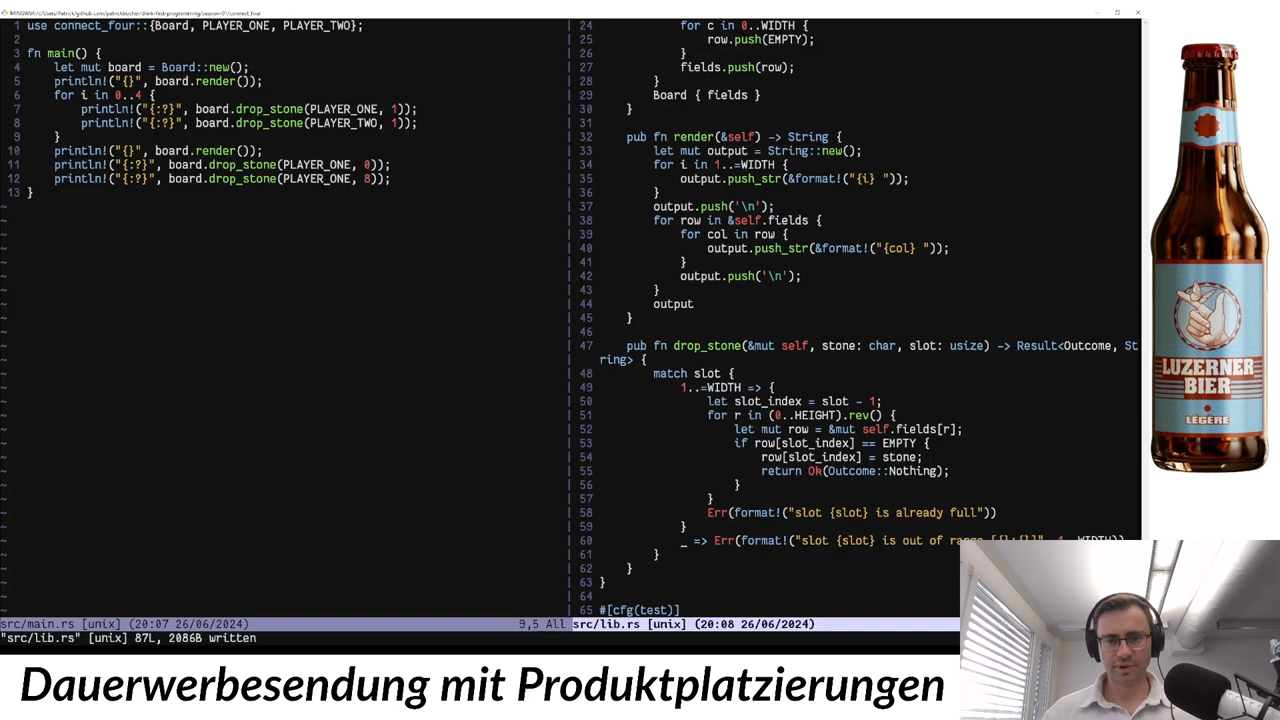 MINGW64:/c/Users/Patrick/github.com/patrickbucher/think-first-programming/session-01/connect_four
1 use connect_four::{Board, PLAYER_ONE, PLAYER_TWO};
2
3 fn main() {
4     let mut board = Board::new();
5     println!("{}", board.render());
6     for i in 0..4 {
7         println!("{:?}", board.drop_stone(PLAYER_ONE, 1));
8         println!("{:?}", board.drop_stone(PLAYER_TWO, 1));
9     }
10     println!("{}", board.render());
11     println!("{:?}", board.drop_stone(PLAYER_ONE, 0));
12     println!("{:?}", board.drop_stone(PLAYER_ONE, 8));
13 }
src/main.rs [unix] (20:07 26/06/2024) 9,5 All
24             for c in 0..WIDTH {
25                 row.push(EMPTY);
26             }
27             fields.push(row);
28         }
29         Board { fields }
30     }
31
32     pub fn render(&self) -> String {
33         let mut output = String::new();
34         for i in 1..=WIDTH {
35             output.push_str(&format!("{i} "));
36         }
37         output.push('\n');
38         for row in &self.fields {
39             for col in row {
40                 output.push_str(&format!("{col} "));
41             }
42             output.push('\n');
43         }
44         output
45     }
46
47     pub fn drop_stone(&mut self, stone: char, slot: usize) -> Result<Outcome, St
ring> {
48         match slot {
49             1..=WIDTH => {
50                 let slot_index = slot - 1;
51                 for r in (0..HEIGHT).rev() {
52                     let mut row = &mut self.fields[r];
53                     if row[slot_index] == EMPTY {
54                         row[slot_index] = stone;
55                         return Ok(Outcome::Nothing);
56                     }
57                 }
58                 Err(format!("slot {slot} is already full"))
59             }
60             _ => Err(format!("slot {slot} is out of range
61         }
62     }
63 }
64
65 #[cfg(test)]
src/lib.rs [unix] (20:08 26/06/2024)
"src/lib.rs" [unix] 87L, 2086B written
LUZERNER
BIER
LÉGÈRE
Dauerwerbesendung mit Produktplatzierungen